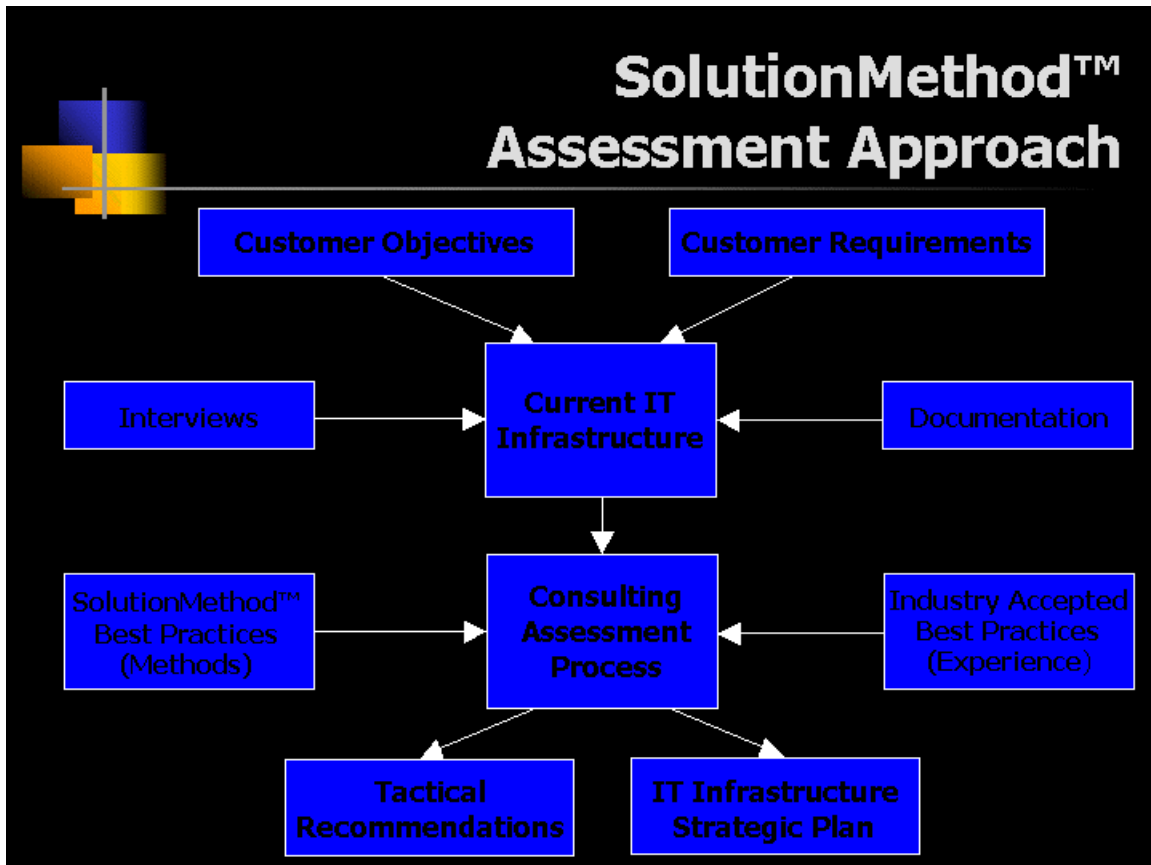 SolutionMethod™
Assessment Approach
Customer Objectives
Customer Requirements
Interviews
Current IT
Infrastructure
Documentation
SolutionMethod™
Best Practices
(Methods)
Consulting
Assessment
Process
Industry Accepted
Best Practices
(Experience)
Tactical
Recommendations
IT Infrastructure
Strategic Plan